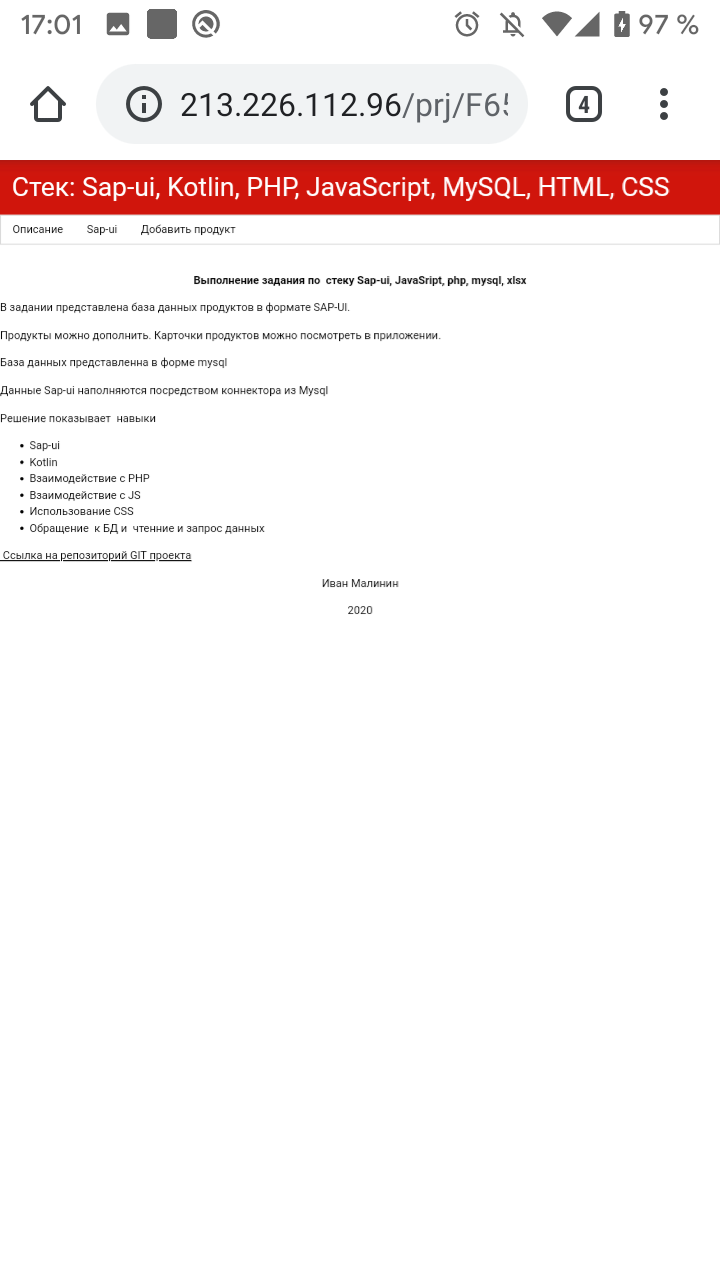 17:01
97 %
213.226.112.96/prj/F65
4
Стек: Sap-ui, Kotlin, PHP, JavaScript, MySQL, HTML, CSS
Описание Sap-ui Добавить продукт
Выполнение задания по стеку Sap-ui, JavaSript, php, mysql, xlsx
В задании представлена база данных продуктов в формате SAP-UI.
Продукты можно дополнить. Карточки продуктов можно посмотреть в приложении.
База данных представленна в форме mysql
Данные Sap-ui наполняются посредством коннектора из Mysql
Решение показывает навыки
Sap-ui
Kotlin
Взаимодействие с PHP
Взаимодействие с JS
Использование CSS
Обращение к БД и чтенние и запрос данных
Ссылка на репозиторий GIT проекта
Иван Малинин
2020